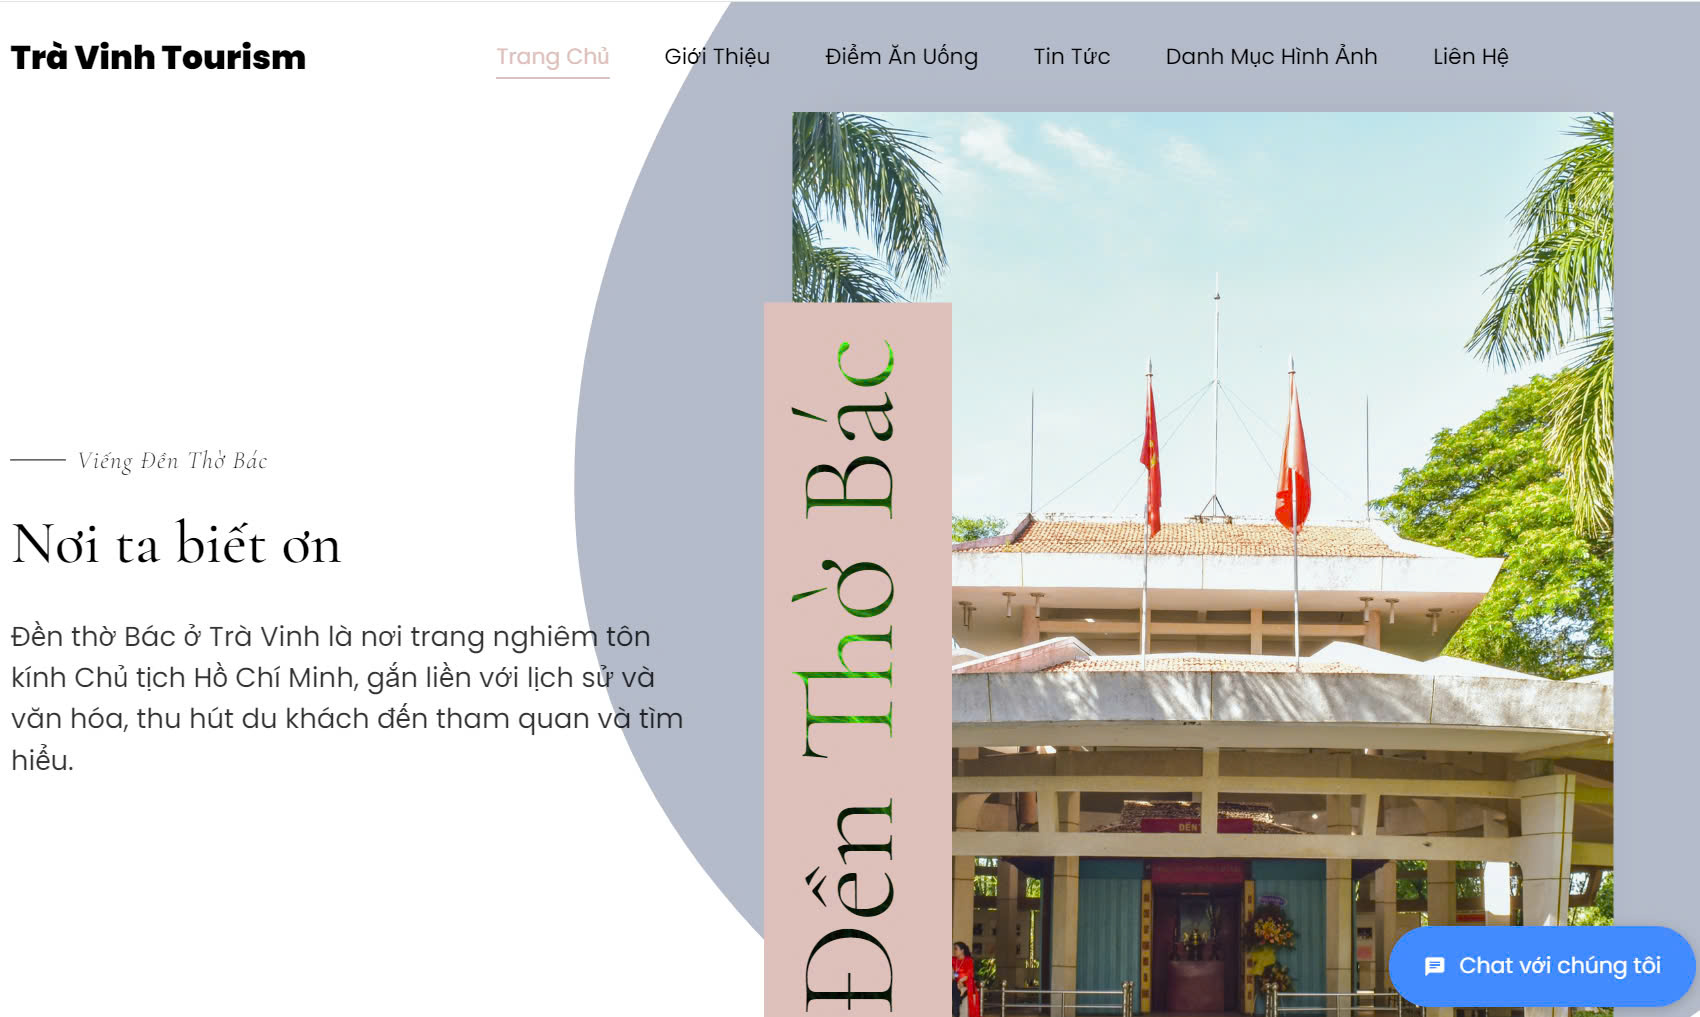 Trà Vinh Tourism
Trang Chủ
Giới Thiệu
Điểm Ăn Uống
Tin Tức
Danh Mục Hình Ảnh
Liên Hệ
Viếng Đền Thờ Bác
Nơi ta biết ơn
Đền thờ Bác ở Trà Vinh là nơi trang nghiêm tôn
kính Chủ tịch Hồ Chí Minh, gắn liền với lịch sử và
văn hóa, thu hút du khách đến tham quan và tìm
hiểu.
Đền Thờ Bác
ĐỀN
Chat với chúng tôi